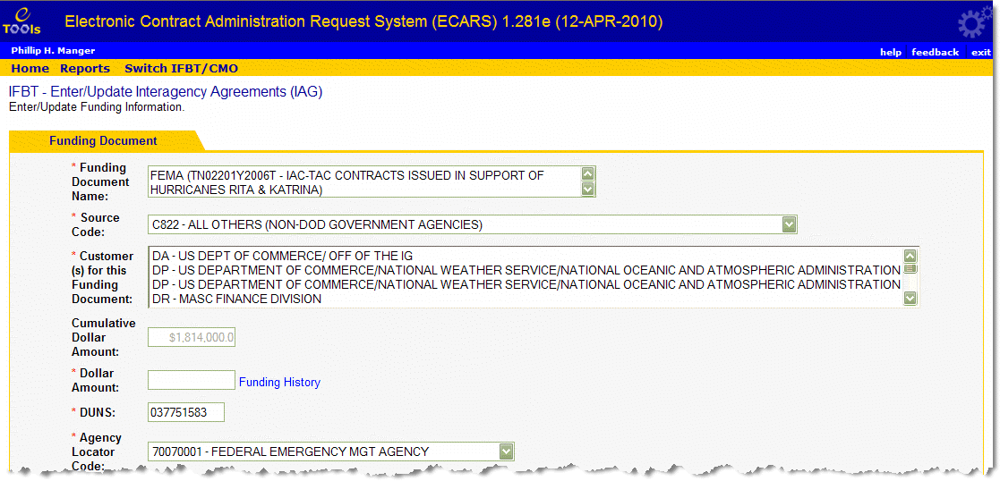 e
TOOls
Electronic Contract Administration Request System (ECARS) 1.281e (12-APR-2010)
Phillip H. Manger
help feedback exit
Home Reports Switch IFBT/CMO
IFBT - Enter/Update Interagency Agreements (IAG)
Enter/Update Funding Information.
Funding Document
* Funding
Document
Name:
FEMA (TN02201Y2006T - IAC-TAC CONTRACTS ISSUED IN SUPPORT OF
HURRICANES RITA & KATRINA)
* Source
Code:
C822 - ALL OTHERS (NON-DOD GOVERNMENT AGENCIES)
* Customer
(s) for this
Funding
Document:
DA - US DEPT OF COMMERCE/ OFF OF THE IG
DP - US DEPARTMENT OF COMMERCE/NATIONAL WEATHER SERVICE/NATIONAL OCEANIC AND ATMOSPHERIC ADMINISTRATION
DP - US DEPARTMENT OF COMMERCE/NATIONAL WEATHER SERVICE/NATIONAL OCEANIC AND ATMOSPHERIC ADMINISTRATION
DR - MASC FINANCE DIVISION
Cumulative
Dollar
Amount:
$1,814,000.0
* Dollar
Amount:
Funding History
* DUNS:
037751583
* Agency
Locator
Code:
70070001 - FEDERAL EMERGENCY MGT AGENCY